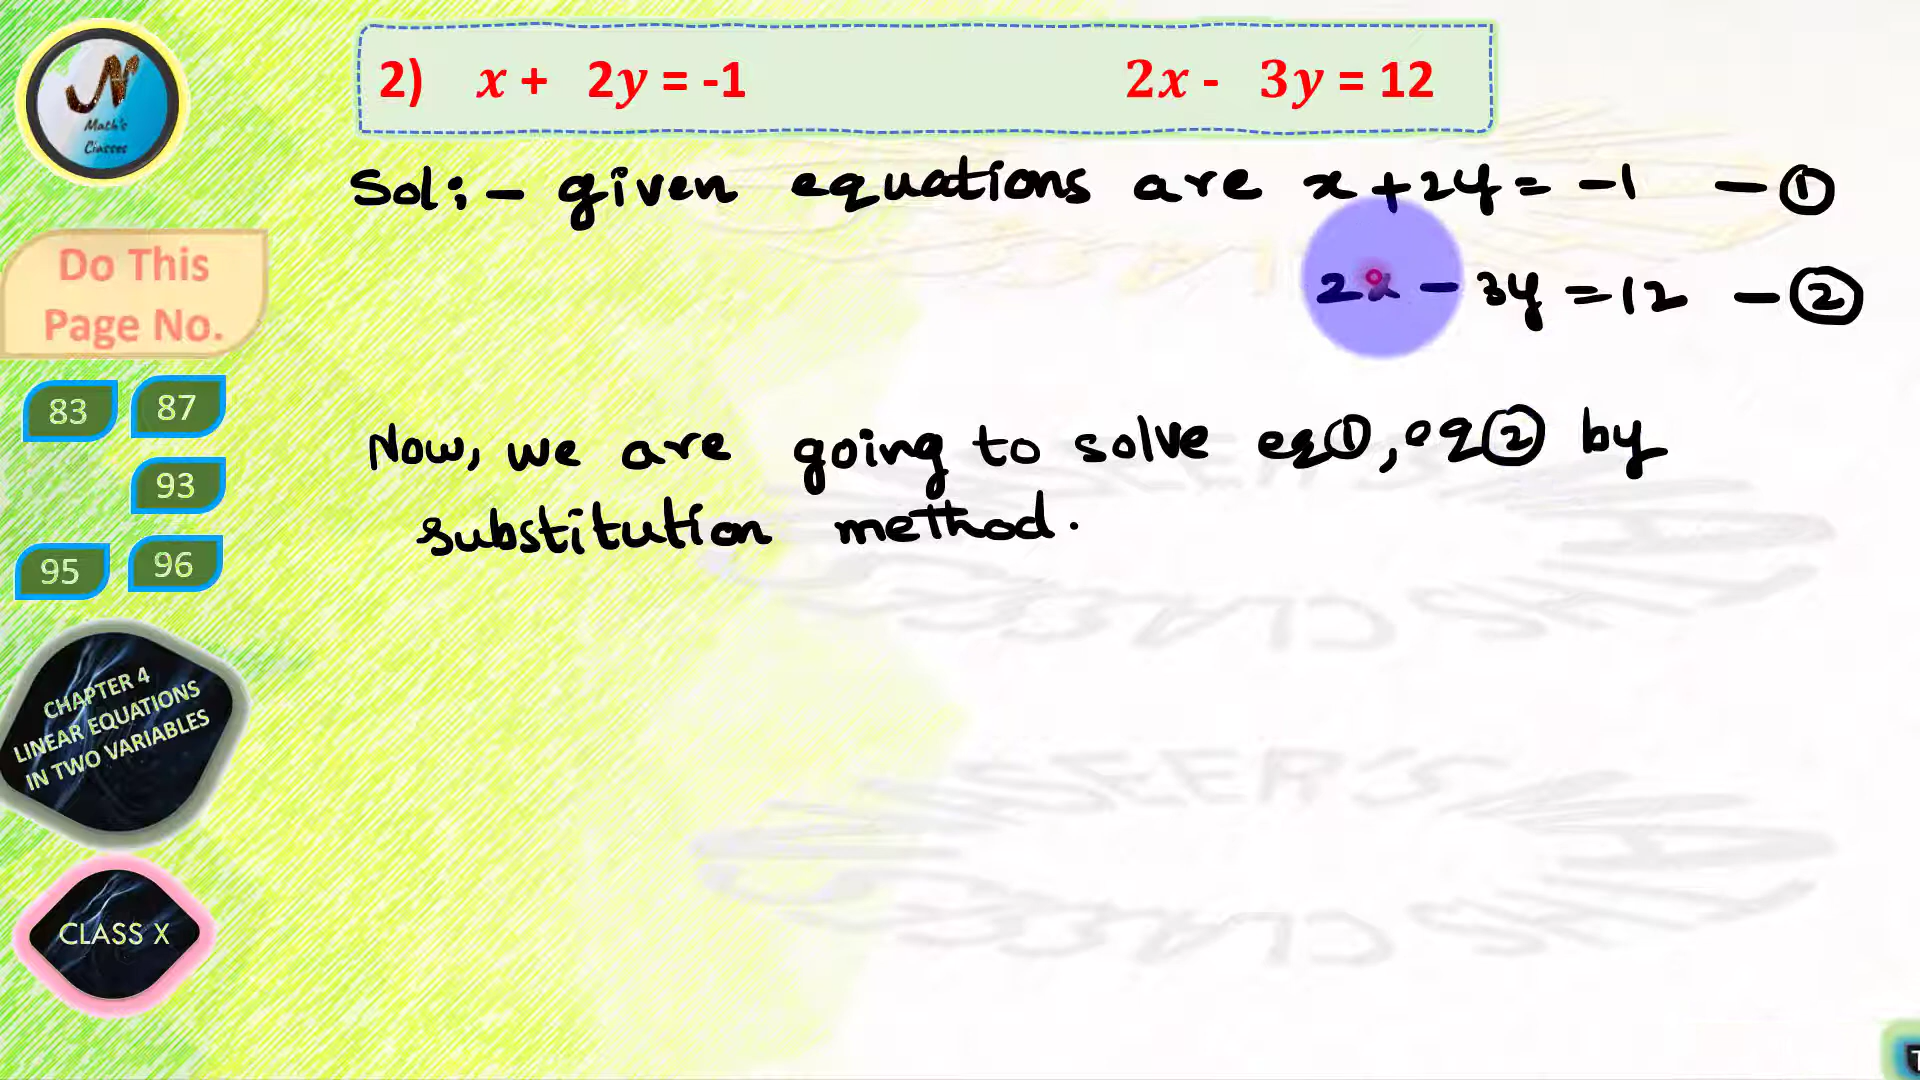 N
Math's
Classes
2) x + 2y = -1 2x - 3y = 12
Sol:- given equations are x+2y = -1 - ①
2x - 3y = 12 - ②
Do This
Page No.
83 87
93
95 96
Now, we are going to solve eq①, eq② by
substitution method.
CHAPTER 4
LINEAR EQUATIONS
IN TWO VARIABLES
CLASS X